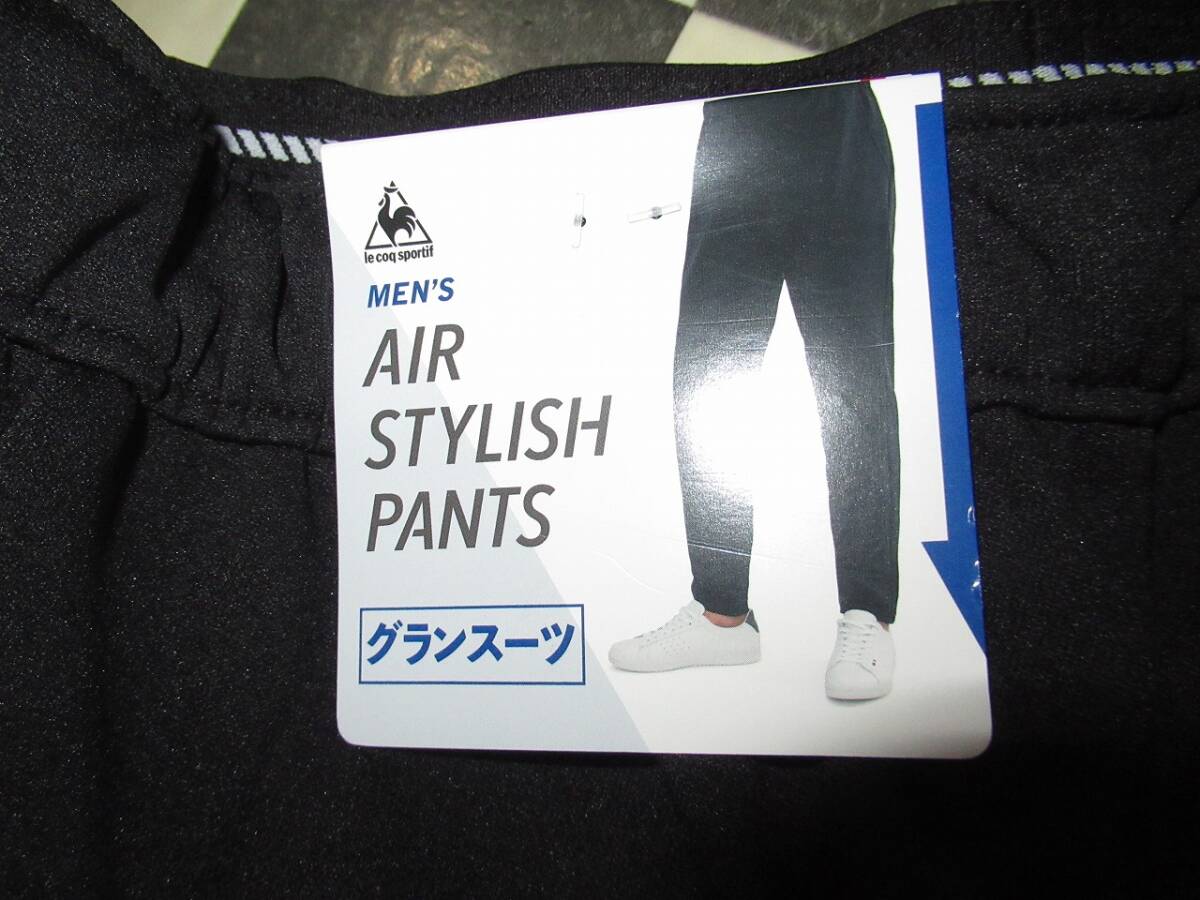 le coq sportif
MEN'S
AIR
STYLISH
PANTS
グランスーツ